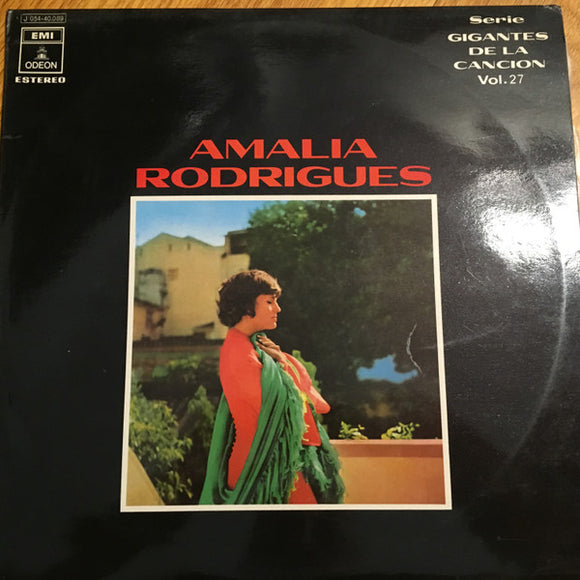 J 054-40.089
EMI
ODEON
ESTEREO
Serie
GIGANTES
DE LA
CANCION
Vol. 27
AMALIA
RODRIGUES